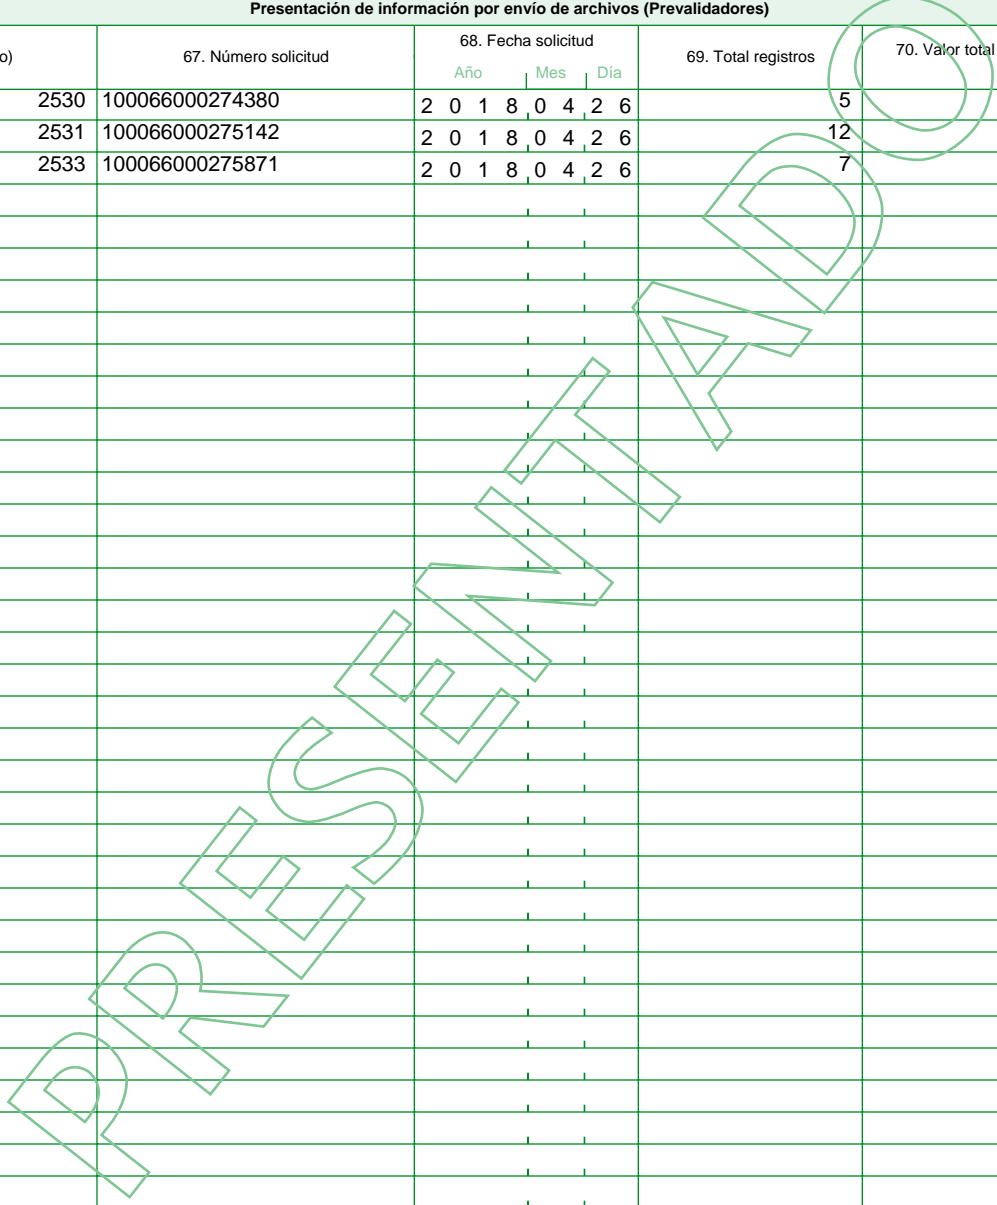 Presentación de información por envío de archivos (Prevalidadores)
o) 67. Número solicitud 68. Fecha solicitud 69. Total registros 70. Valor total
Año Mes Día
2530 100066000274380 2 0 1 8 0 4 2 6 5
2531 100066000275142 2 0 1 8 0 4 2 6 12
2533 100066000275871 2 0 1 8 0 4 2 6 7
PRESENTADO